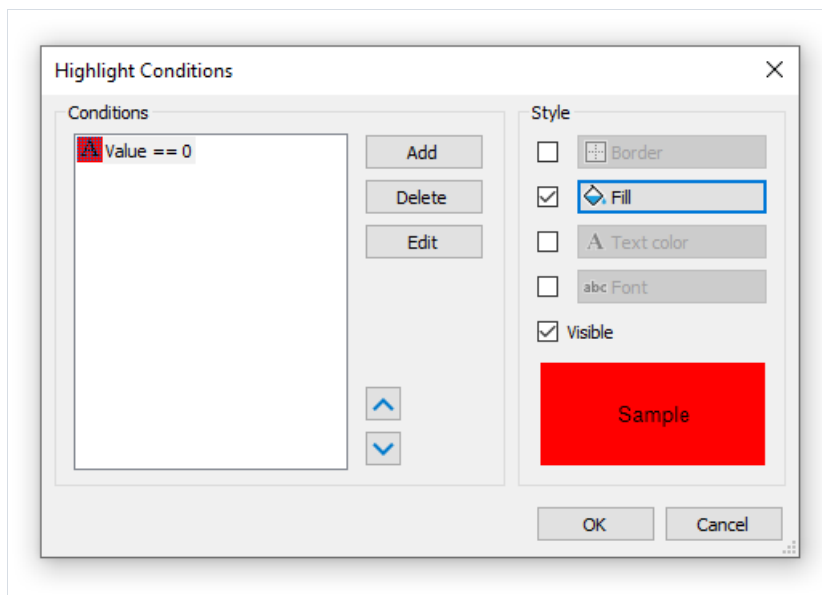 Highlight Conditions
Conditions
A Value == 0
Add
Delete
Edit
Style
Border
Fill
A Text color
abc Font
Visible
Sample
OK
Cancel